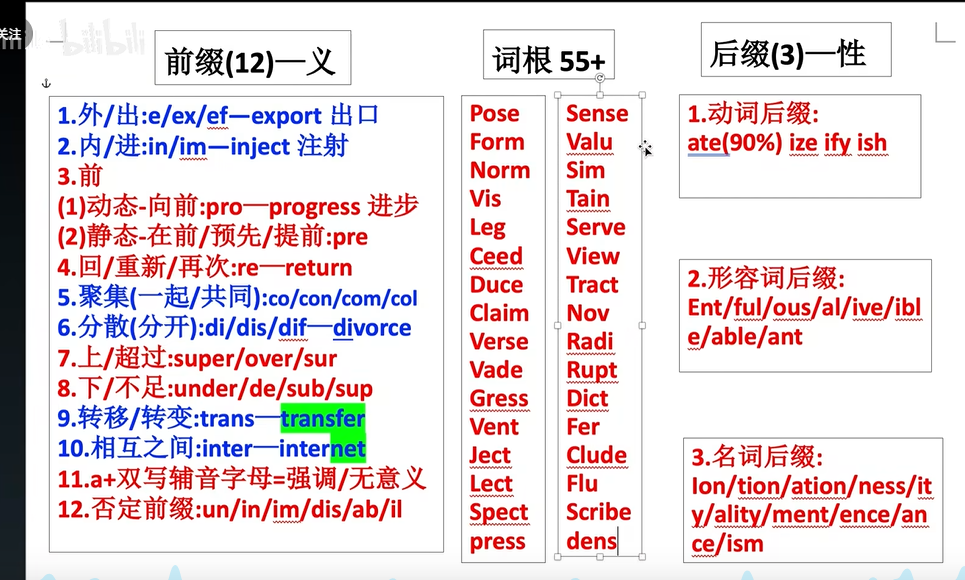 关注
bilibili
前缀(12)—义
词根 55+
后缀(3)—性
1.外/出:e/ex/ef—export 出口
2.内/进:in/im—inject 注射
3.前
(1)动态-向前:pro—progress 进步
(2)静态-在前/预先/提前:pre
4.回/重新/再次:re—return
5.聚集(一起/共同):co/con/com/col
6.分散(分开):di/dis/dif—divorce
7.上/超过:super/over/sur
8.下/不足:under/de/sub/sup
9.转移/转变:trans—transfer
10.相互之间:inter—internet
11.a+双写辅音字母=强调/无意义
12.否定前缀:un/in/im/dis/ab/il
Pose
Form
Norm
Vis
Leg
Ceed
Duce
Claim
Verse
Vade
Gress
Vent
Ject
Lect
Spect
press
Sense
Valu
Sim
Tain
Serve
View
Tract
Nov
Radi
Rupt
Dict
Fer
Clude
Flu
Scribe
dens
1.动词后缀:
ate(90%) ize ify ish
2.形容词后缀:
Ent/ful/ous/al/ive/ibl
e/able/ant
3.名词后缀:
Ion/tion/ation/ness/it
y/ality/ment/ence/an
ce/ism